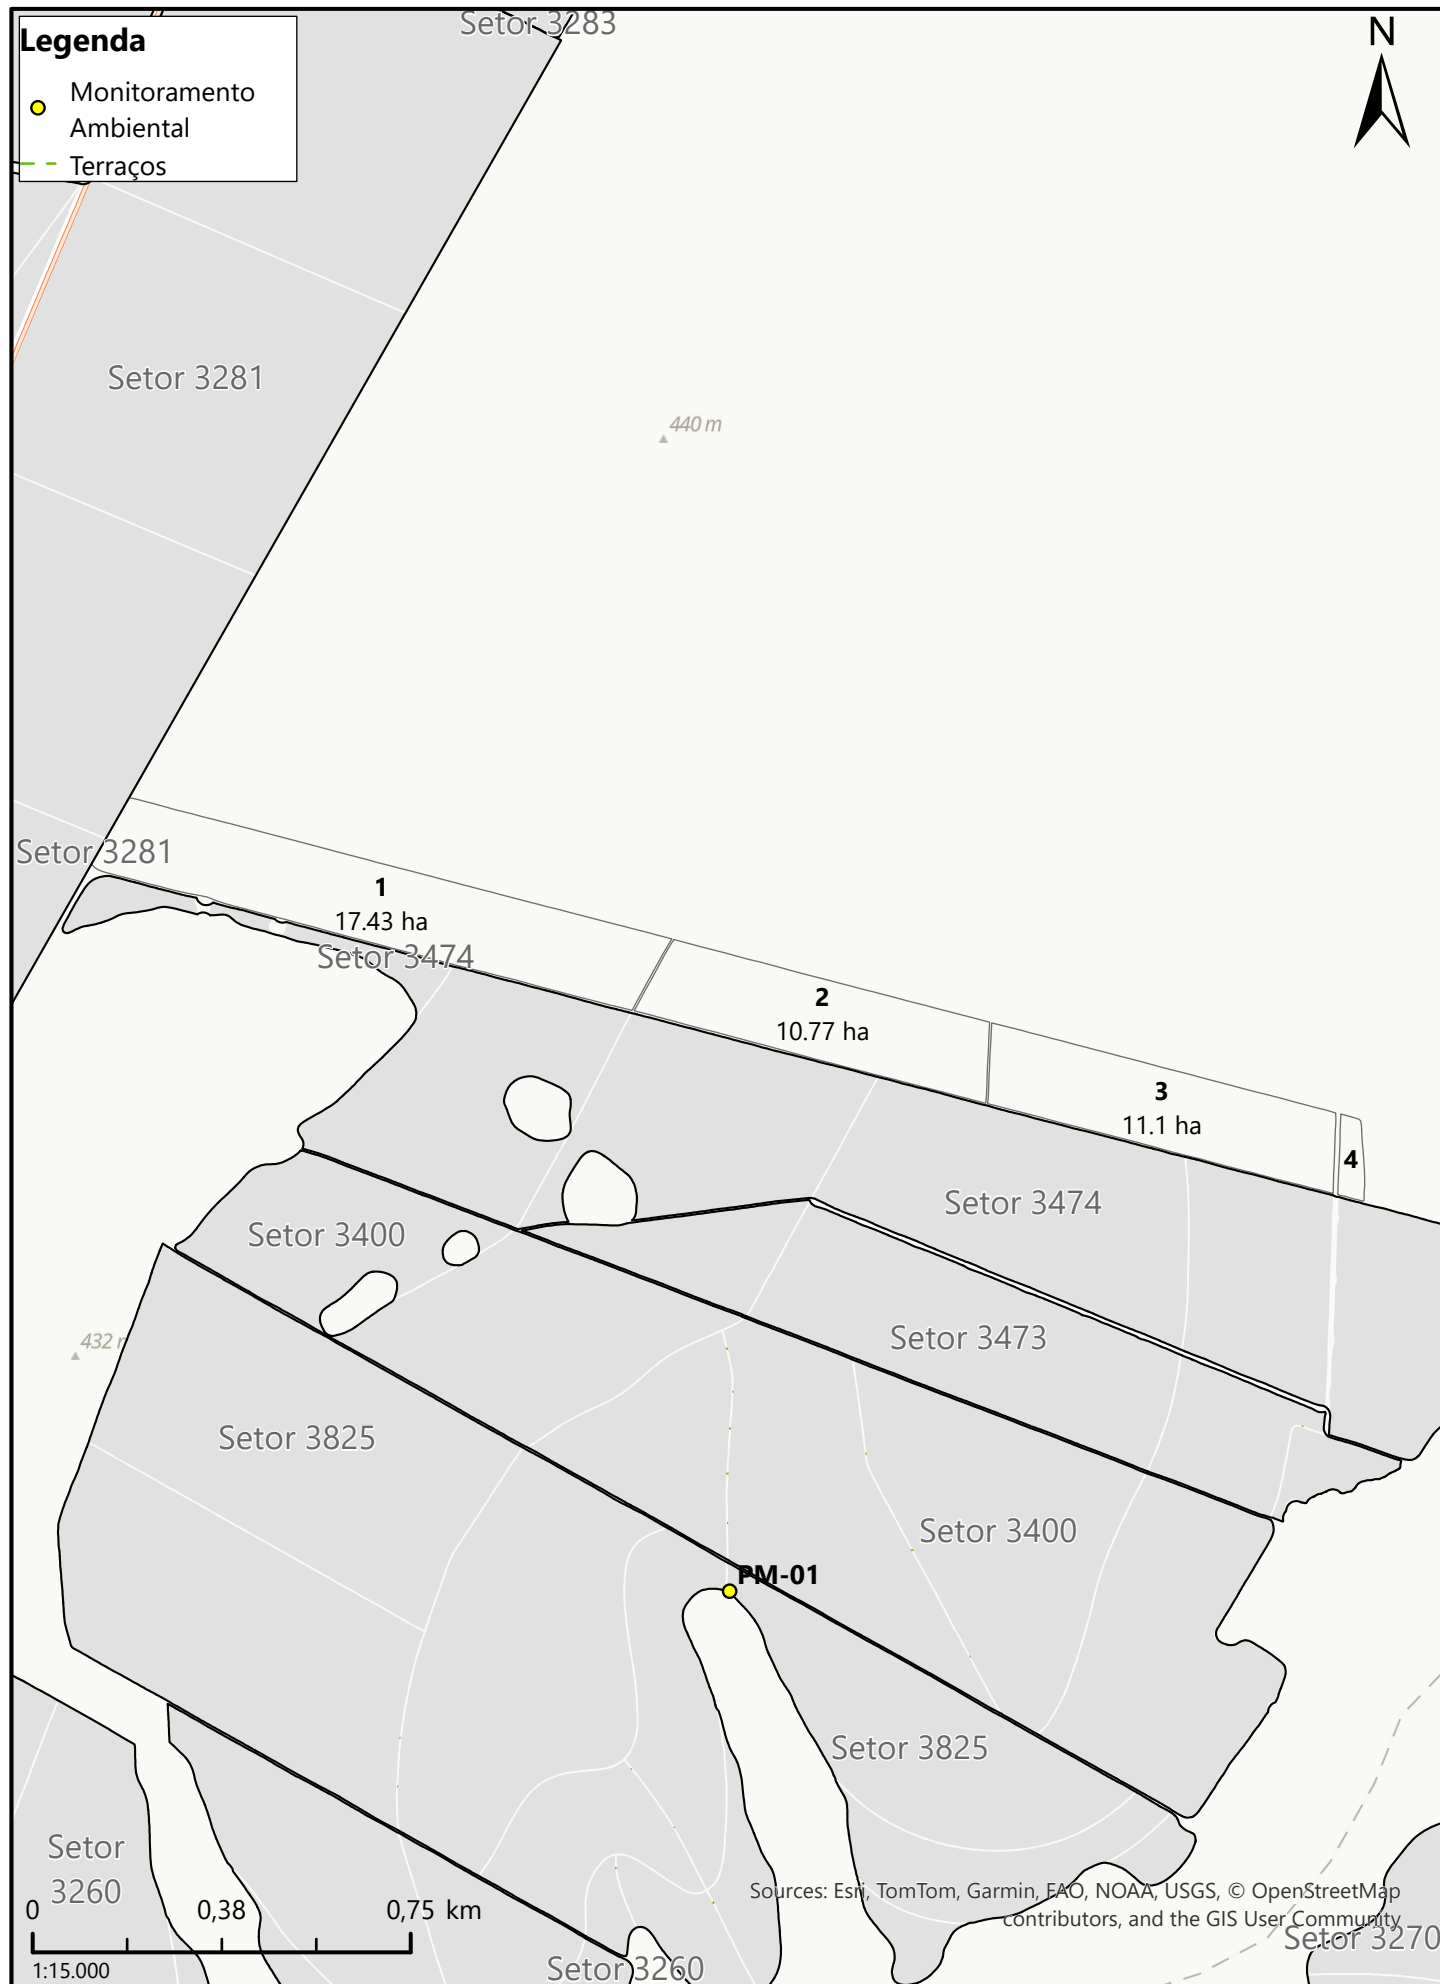 Setor 3283
N
Legenda
Monitoramento
Ambiental
Terraços
Setor 3281
440 m
Setor 3281
1
17.43 ha
Setor 3474
2
10.77 ha
3
11.1 ha
4
Setor 3474
Setor 3400
Setor 3473
432
Setor 3825
Setor 3400
PM-01
Setor 3825
Setor
3260
0 0,38 0,75 km
1:15.000
Sources: Esri, TomTom, Garmin, FAO, NOAA, USGS, © OpenStreetMap
contributors, and the GIS User Community
Setor 3270
Setor 3260